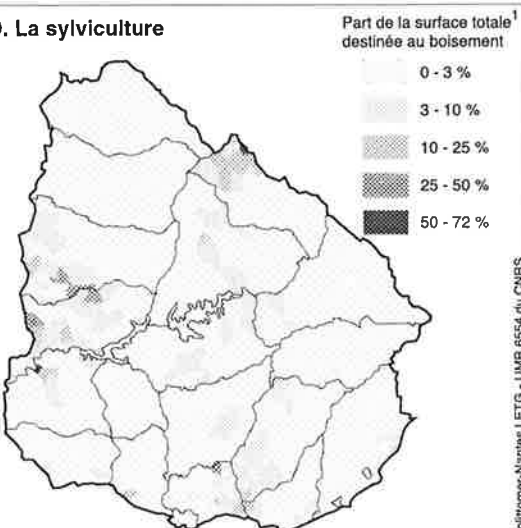 . La sylviculture
Part de la surface totale¹
destinée au boisement
0 - 3 %
3 - 10 %
10 - 25 %
25 - 50 %
50 - 72 %
-Nantes LETG - UMR 6554 du CNRS